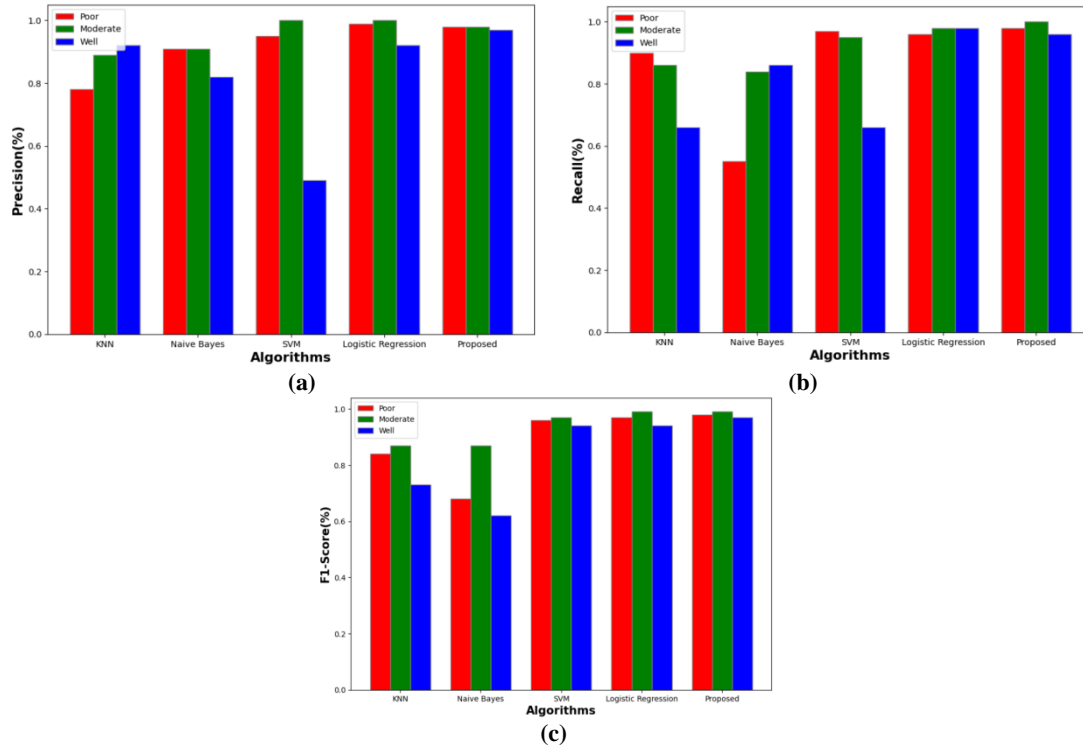 Precision(%)
1.0
0.8
0.6
0.4
0.2
0.0
Poor
Moderate
Well
KNN Naive Bayes SVM Logistic Regression Proposed
Algorithms
(a)
Recall(%)
1.0
0.8
0.6
0.4
0.2
0.0
Poor
Moderate
Well
KNN Naive Bayes SVM Logistic Regression Proposed
Algorithms
(b)
F1-Score(%)
1.0
0.8
0.6
0.4
0.2
0.0
Poor
Moderate
Well
KNN Naive Bayes SVM Logistic Regression Proposed
Algorithms
(c)